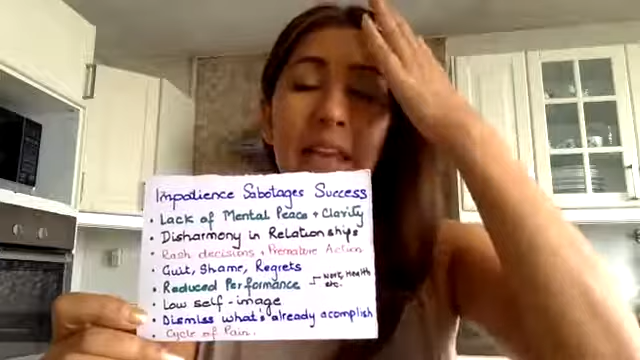 Impatience Sabotages Success
• Lack of Mental Peace + Clarity
• Disharmony in Relationships
• Rash decisions + Premature Action
• Guilt, Shame, Regrets
• Reduced Performance → Work, Health etc.
• Low self-image
• Dismiss what's already acomplish
• Cycle of Pain.